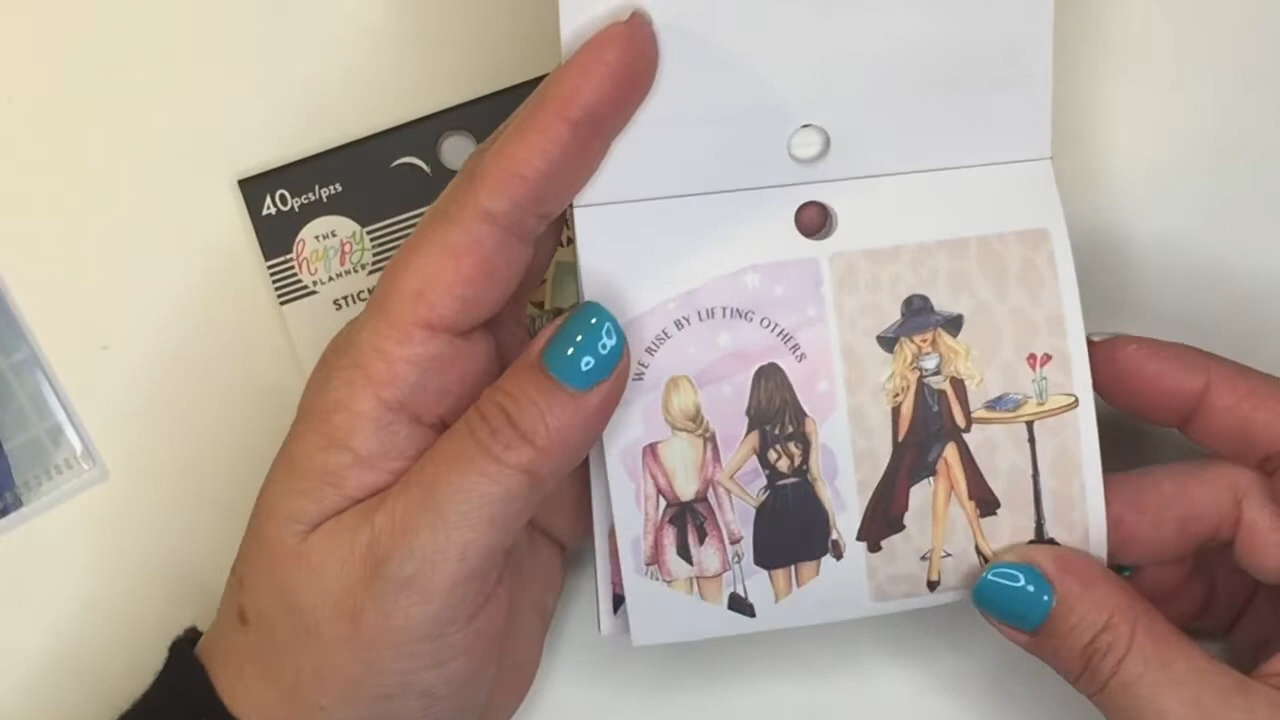 40pcs/pzs
THE
happy
PLANNER
STICK
WE RISE BY LIFTING OTHERS